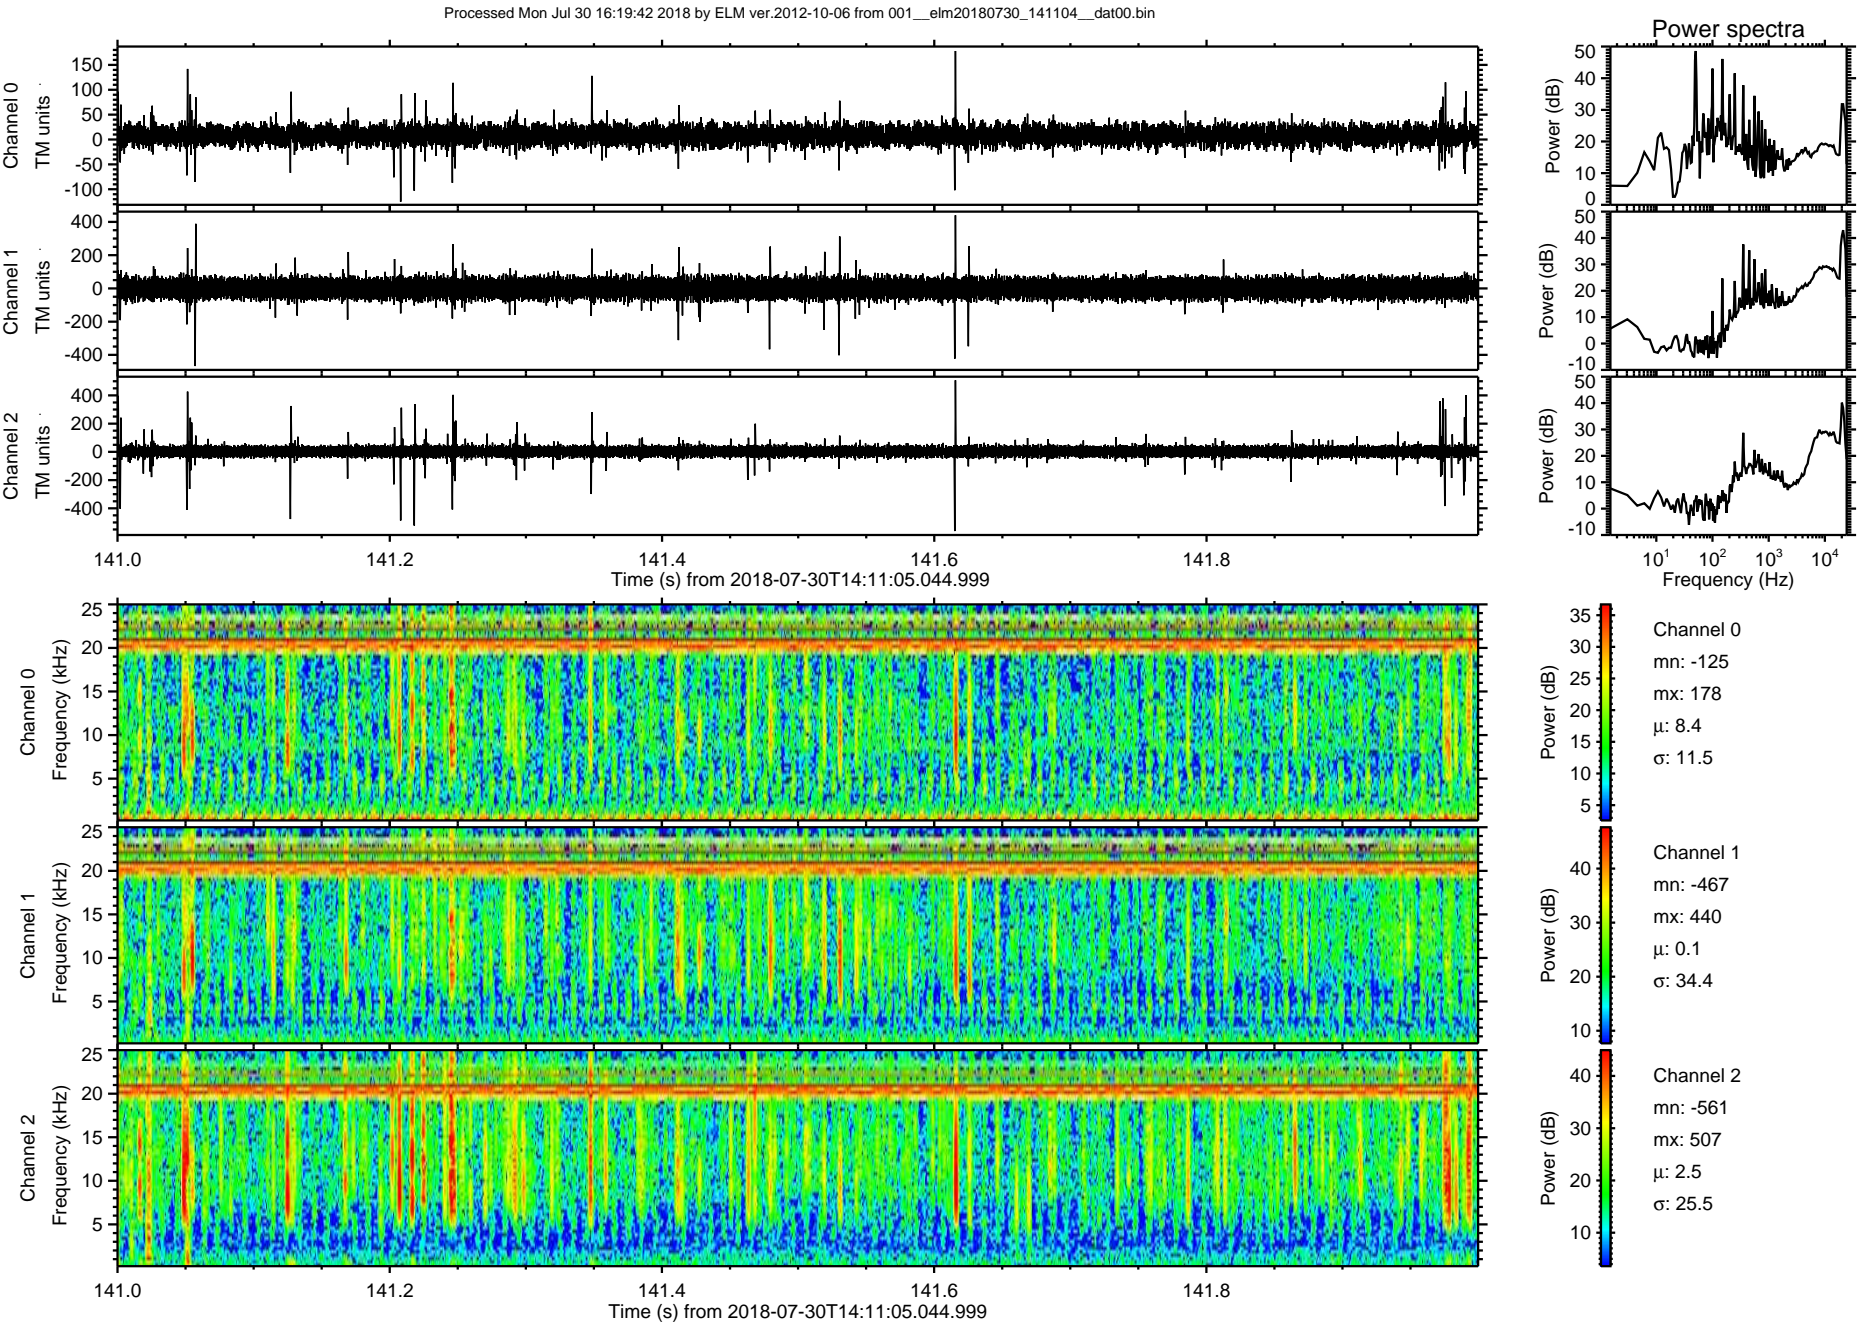 Processed Mon Jul 30 16:19:42 2018 by ELM ver.2012-10-06 from 001__elm20180730_141104__dat00.bin
Power spectra
Channel 0
TM units
150
100
50
0
-50
-100
Power (dB)
50
40
30
20
10
0
Channel 1
TM units
400
200
0
-200
-400
Power (dB)
50
40
30
20
10
0
-10
Channel 2
TM units
400
200
0
-200
-400
Power (dB)
50
40
30
20
10
0
-10
141.0 141.2 141.4 141.6 141.8
Time (s) from 2018-07-30T14:11:05.044.999
10¹ 10² 10³ 10⁴
Frequency (Hz)
Channel 0
Frequency (kHz)
25
20
15
10
5
Power (dB)
35
30
25
20
15
10
5
Channel 0
mn: -125
mx: 178
μ: 8.4
σ: 11.5
Channel 1
Frequency (kHz)
25
20
15
10
5
Power (dB)
40
30
20
10
Channel 1
mn: -467
mx: 440
μ: 0.1
σ: 34.4
Channel 2
Frequency (kHz)
25
20
15
10
5
Power (dB)
40
30
20
10
Channel 2
mn: -561
mx: 507
μ: 2.5
σ: 25.5
141.0 141.2 141.4 141.6 141.8
Time (s) from 2018-07-30T14:11:05.044.999